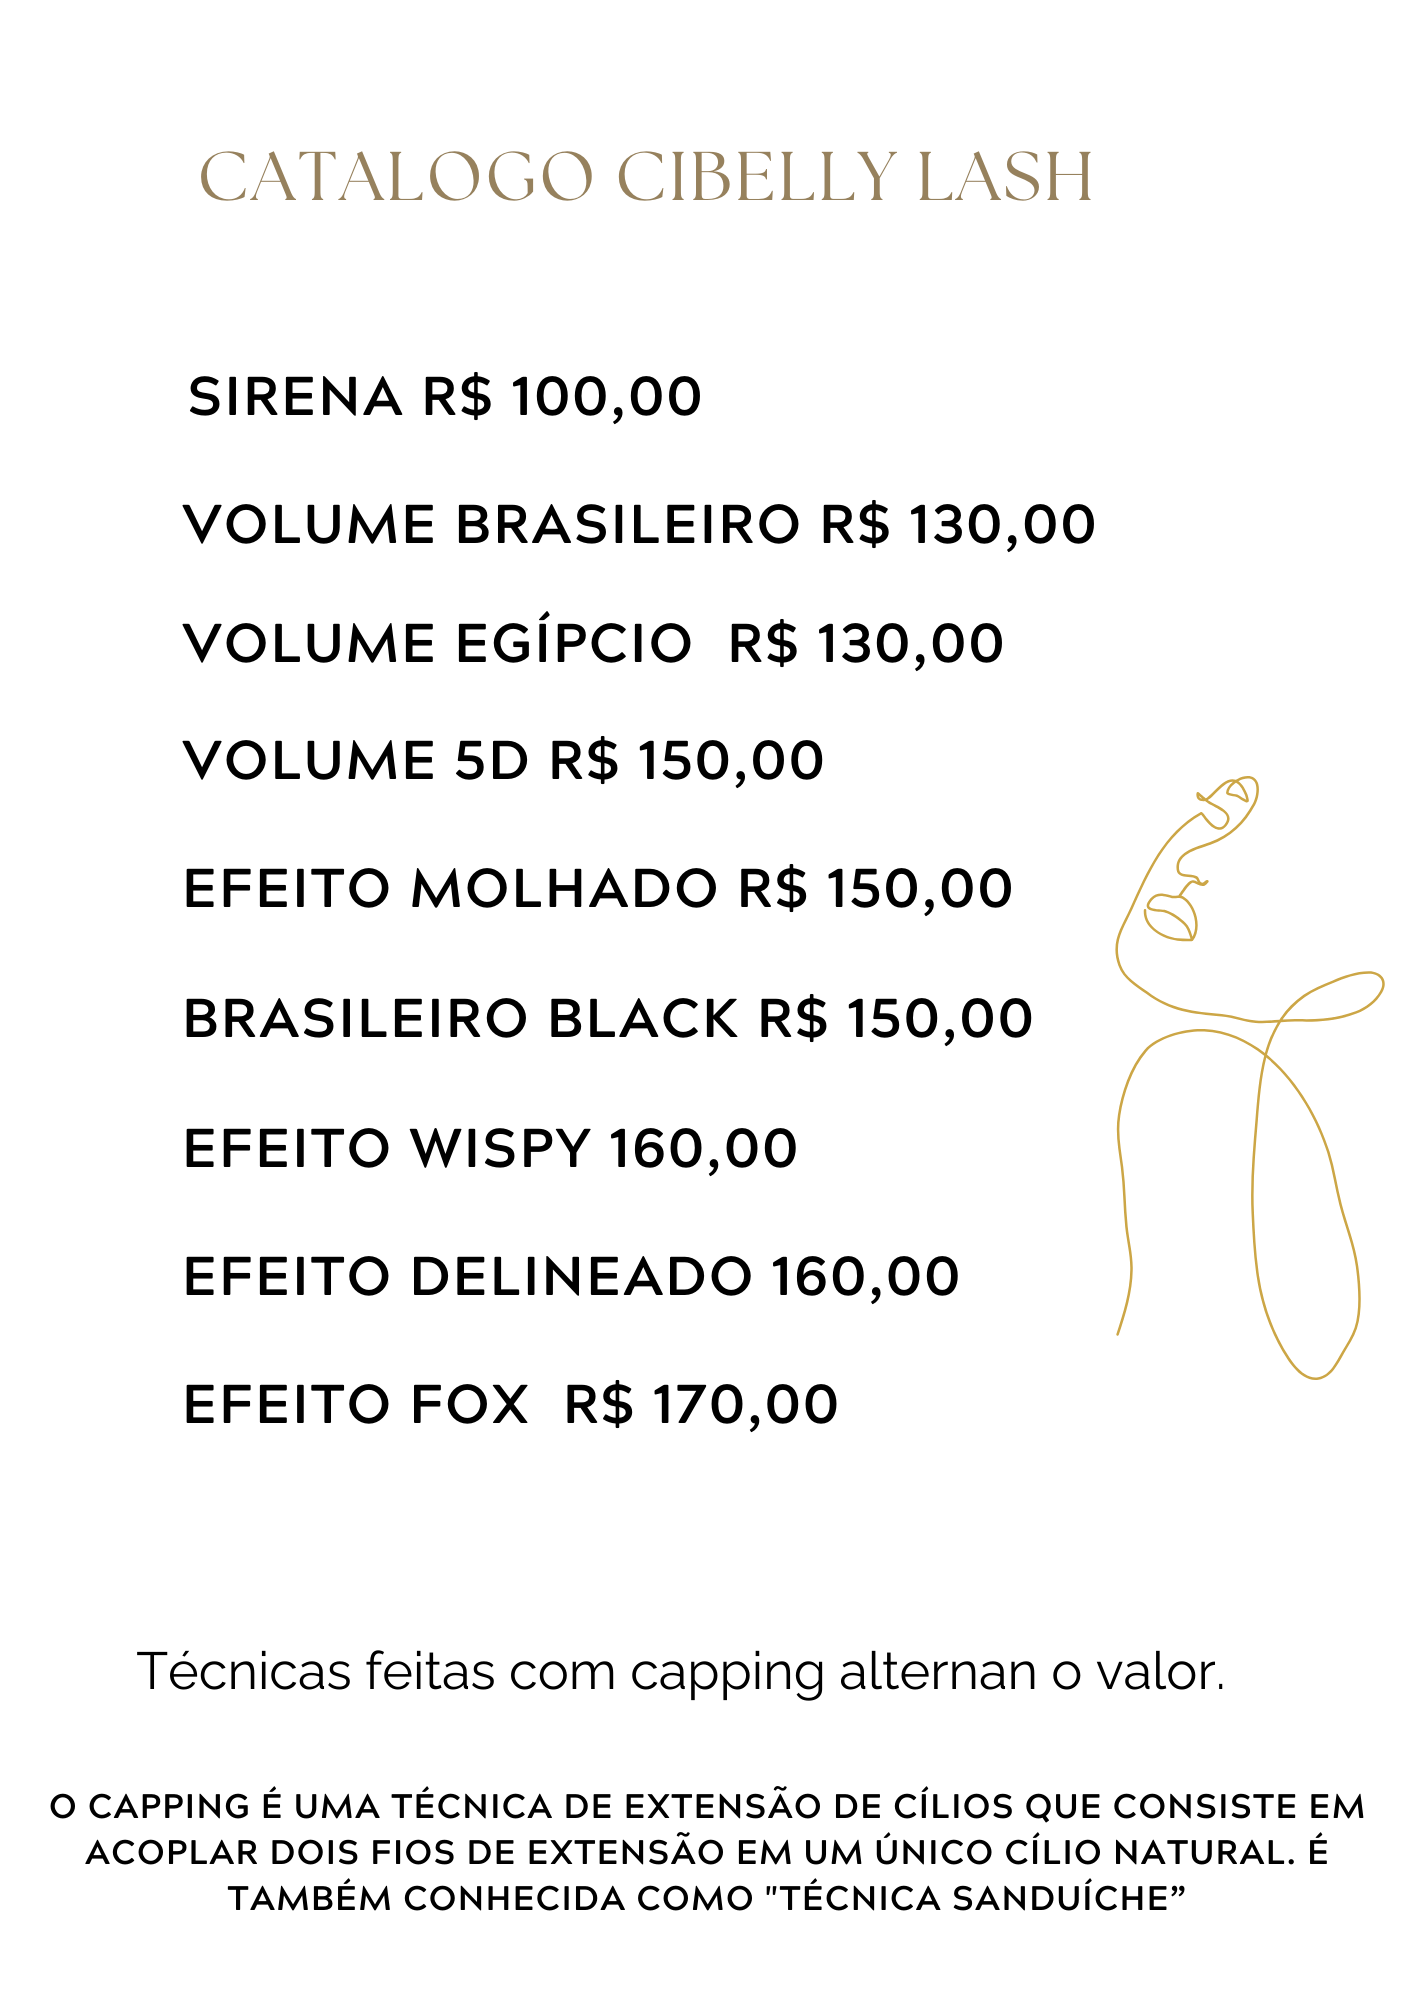 CATALOGO CIBELLY LASH
SIRENA R$ 100,00
VOLUME BRASILEIRO R$ 130,00
VOLUME EGÍPCIO  R$ 130,00
VOLUME 5D R$ 150,00
EFEITO MOLHADO R$ 150,00
BRASILEIRO BLACK R$ 150,00
EFEITO WISPY 160,00
EFEITO DELINEADO 160,00
EFEITO FOX  R$ 170,00
Técnicas feitas com capping alternan o valor.
O CAPPING É UMA TÉCNICA DE EXTENSÃO DE CÍLIOS QUE CONSISTE EM
ACOPLAR DOIS FIOS DE EXTENSÃO EM UM ÚNICO CÍLIO NATURAL. É
TAMBÉM CONHECIDA COMO "TÉCNICA SANDUÍCHE”